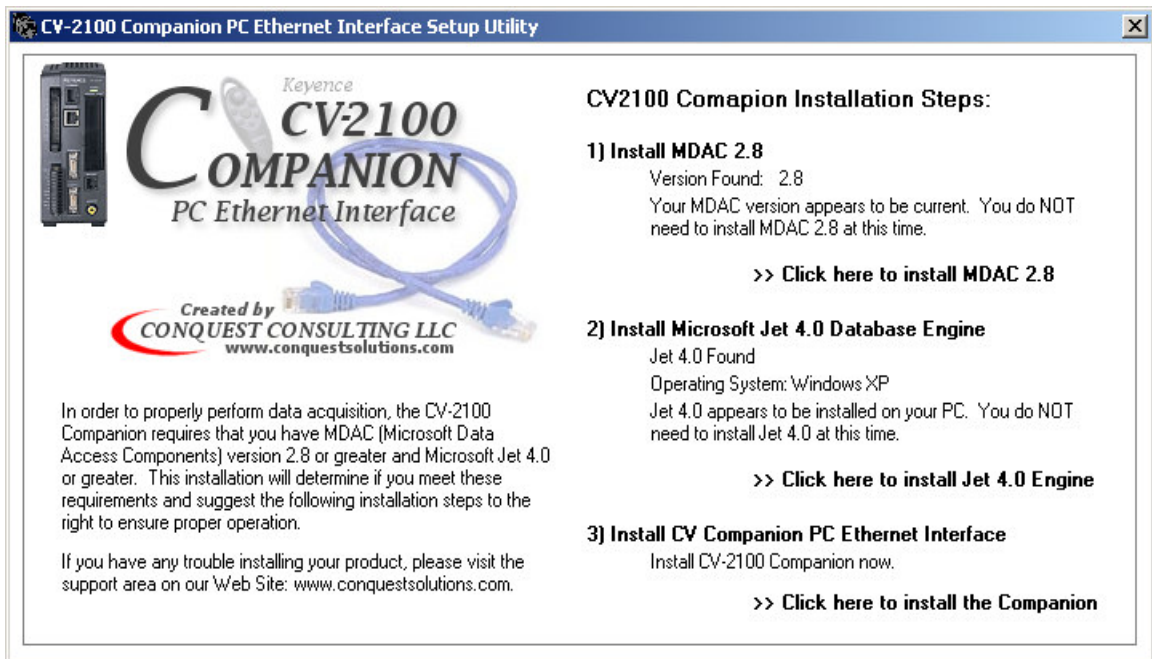 CV-2100 Companion PC Ethernet Interface Setup Utility
Keyence
CV-2100
COMPANION
PC Ethernet Interface
Created by
CONQUEST CONSULTING LLC
www.conquestsolutions.com
In order to properly perform data acquisition, the CV-2100
Companion requires that you have MDAC (Microsoft Data
Access Components) version 2.8 or greater and Microsoft Jet 4.0
or greater.  This installation will determine if you meet these
requirements and suggest the following installation steps to the
right to ensure proper operation.
If you have any trouble installing your product, please visit the
support area on our Web Site: www.conquestsolutions.com.
CV2100 Comapion Installation Steps:
1) Install MDAC 2.8
Version Found:   2.8
Your MDAC version appears to be current.  You do NOT
need to install MDAC 2.8 at this time.
>> Click here to install MDAC 2.8
2) Install Microsoft Jet 4.0 Database Engine
Jet 4.0 Found
Operating System: Windows XP
Jet 4.0 appears to be installed on your PC.  You do NOT
need to install Jet 4.0 at this time.
>> Click here to install Jet 4.0 Engine
3) Install CV Companion PC Ethernet Interface
Install CV-2100 Companion now.
>> Click here to install the Companion